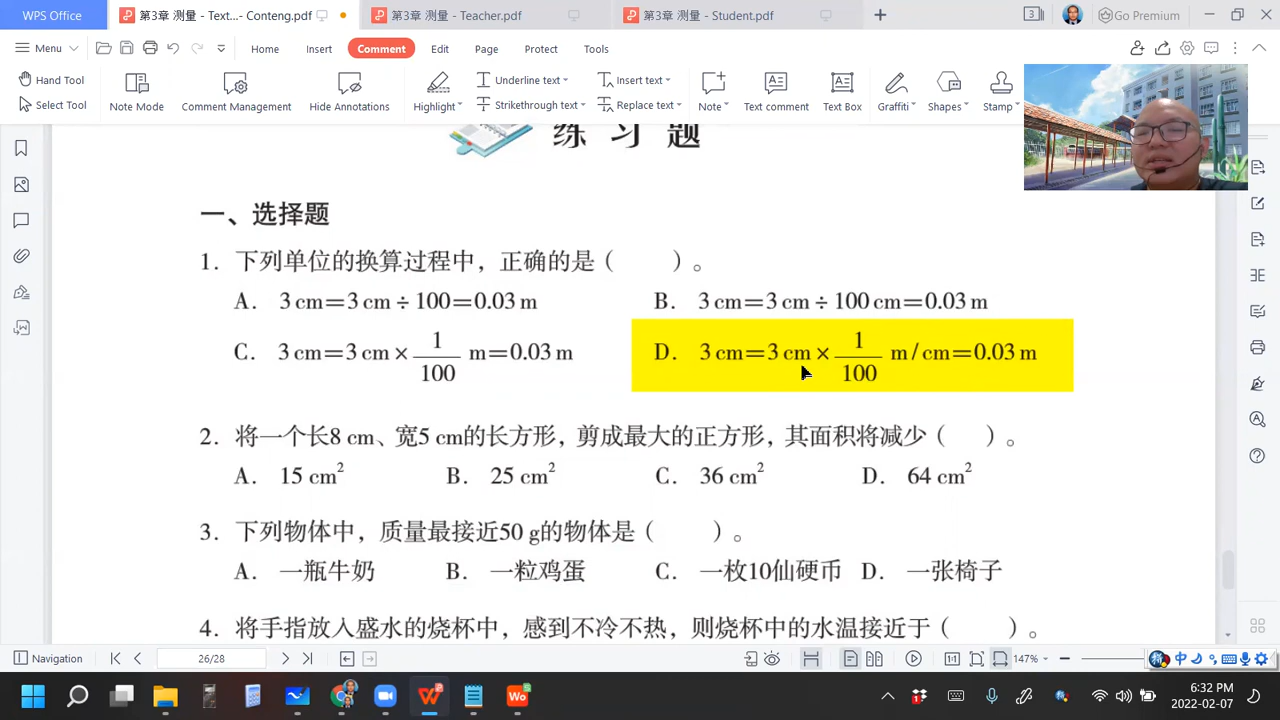 WPS Office
第3章 测量 - Text...- Conteng.pdf
第3章 测量 - Teacher.pdf
第3章 测量 - Student.pdf
3
Go Premium
Menu
Home
Insert
Comment
Edit
Page
Protect
Tools
Hand Tool
Select Tool
Note Mode
Comment Management
Hide Annotations
Highlight
Underline text
Strikethrough text
Insert text
Replace text
Note
Text comment
Text Box
Graffiti
Shapes
Stamp
练 习 题
一、选择题
1. 下列单位的换算过程中，正确的是（ ）。
A. 3 cm=3 cm ÷ 100=0.03 m
B. 3 cm=3 cm ÷ 100 cm=0.03 m
C. 3 cm=3 cm × 1/100 m=0.03 m
D. 3 cm=3 cm × 1/100 m / cm=0.03 m
2. 将一个长8 cm、宽5 cm的长方形，剪成最大的正方形，其面积将减少（ ）。
A. 15 cm²
B. 25 cm²
C. 36 cm²
D. 64 cm²
3. 下列物体中，质量最接近50 g的物体是（ ）。
A. 一瓶牛奶
B. 一粒鸡蛋
C. 一枚10仙硬币
D. 一张椅子
4. 将手指放入盛水的烧杯中，感到不冷不热，则烧杯中的水温接近于（ ）。
Navigation
26/28
147%
中
6:32 PM
2022-02-07